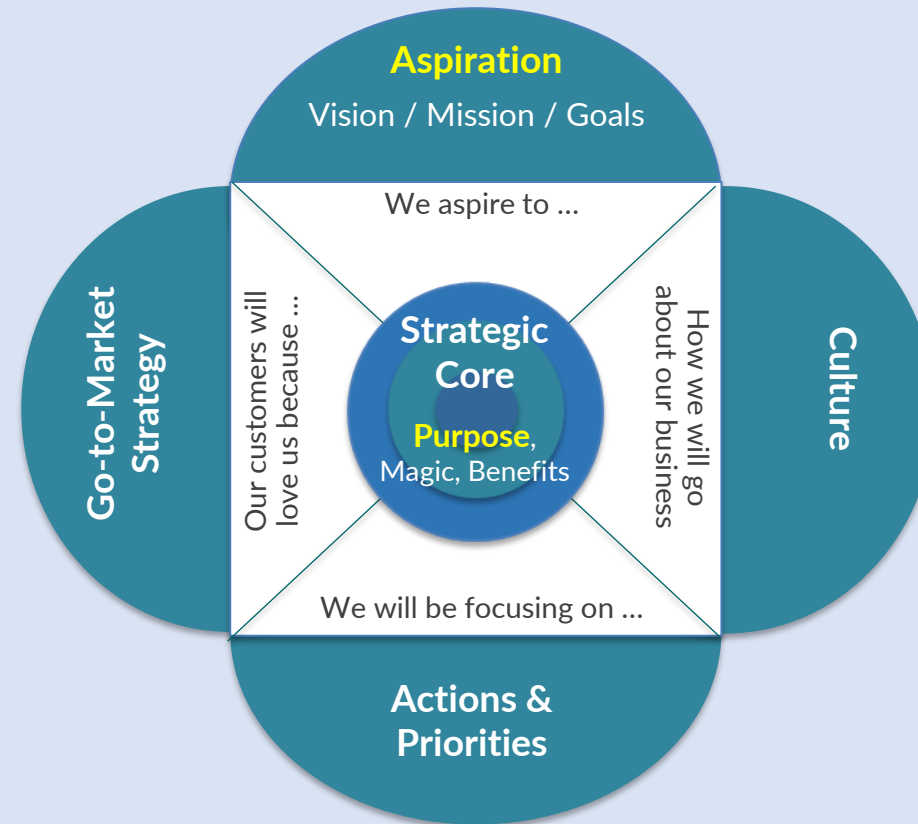 Aspiration
Vision / Mission / Goals
We aspire to ...
Go-to-Market
Strategy
Our customers will
love us because ...
Strategic
Core
Purpose,
Magic, Benefits
How we will go
about our business
Culture
We will be focusing on ...
Actions &
Priorities